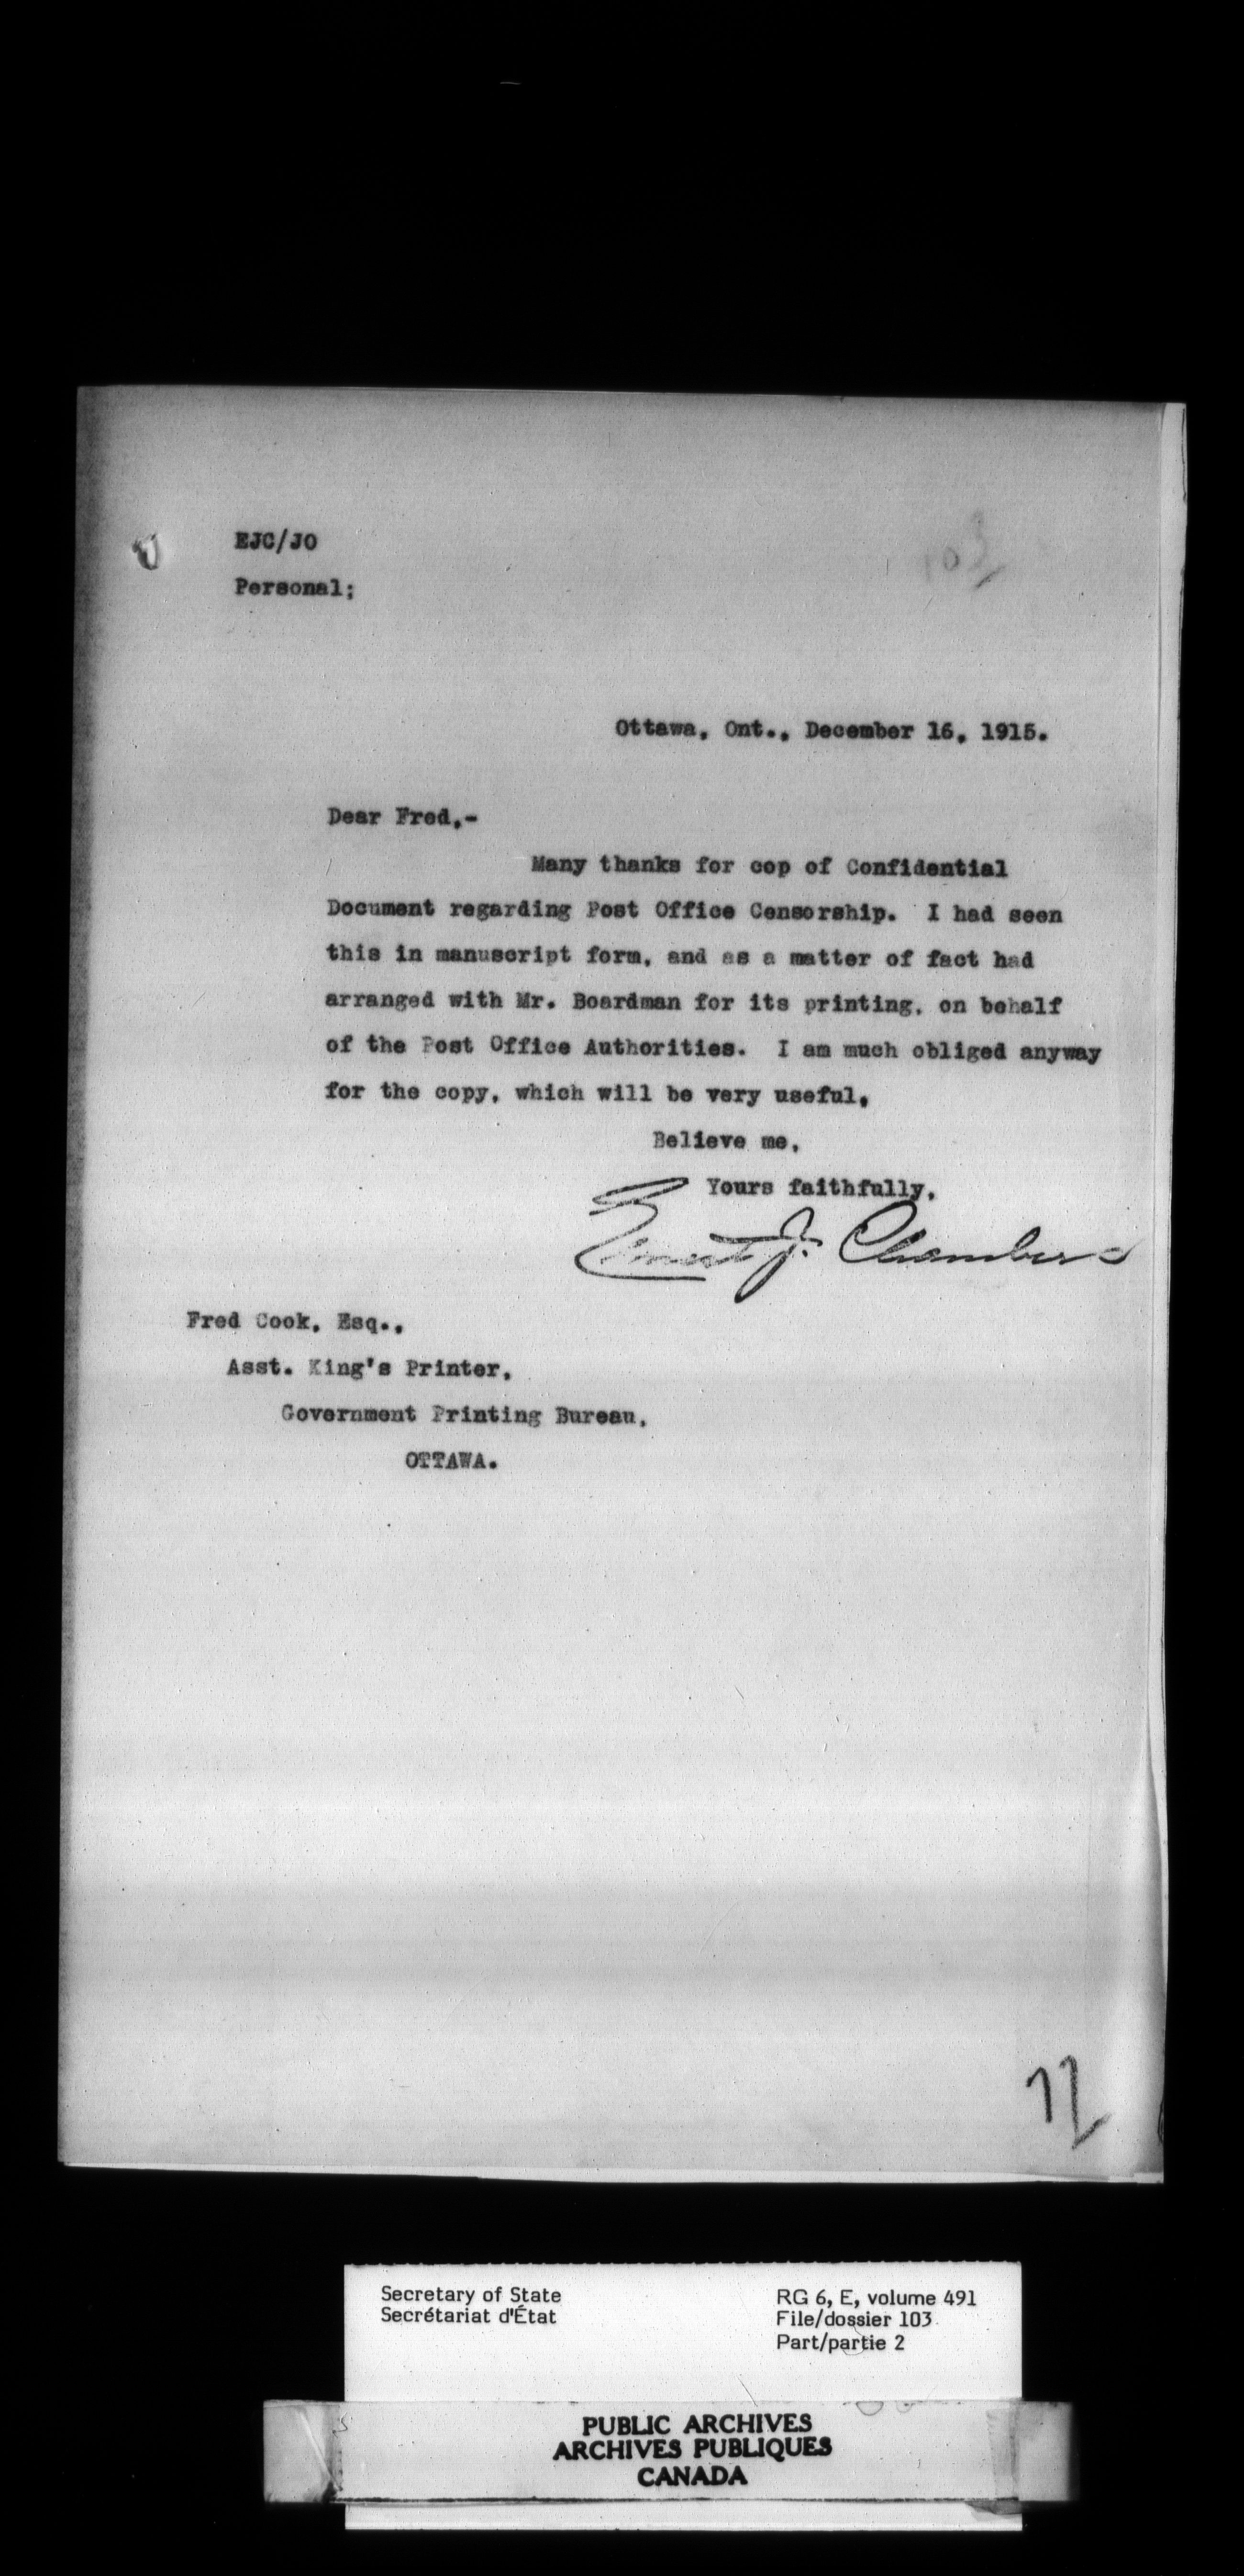 EJC/JO
103
Personal;
Ottawa, Ont., December 16, 1915.
Dear Fred,-
Many thanks for cop of Confidential
Document regarding Post Office Censorship. I had seen
this in manuscript form, and as a matter of fact had
arranged with Mr. Boardman for its printing, on behalf
of the Post Office Authorities. I am much obliged anyway
for the copy, which will be very useful,
Believe me,
Yours faithfully,
Ernest J. Chambers
Fred Cook, Esq.,
Asst. King's Printer,
Government Printing Bureau,
OTTAWA.
Secretary of State
Secrétariat d'État
RG 6, E, volume 491
File/dossier 103
Part/partie 2
PUBLIC ARCHIVES
ARCHIVES PUBLIQUES
CANADA